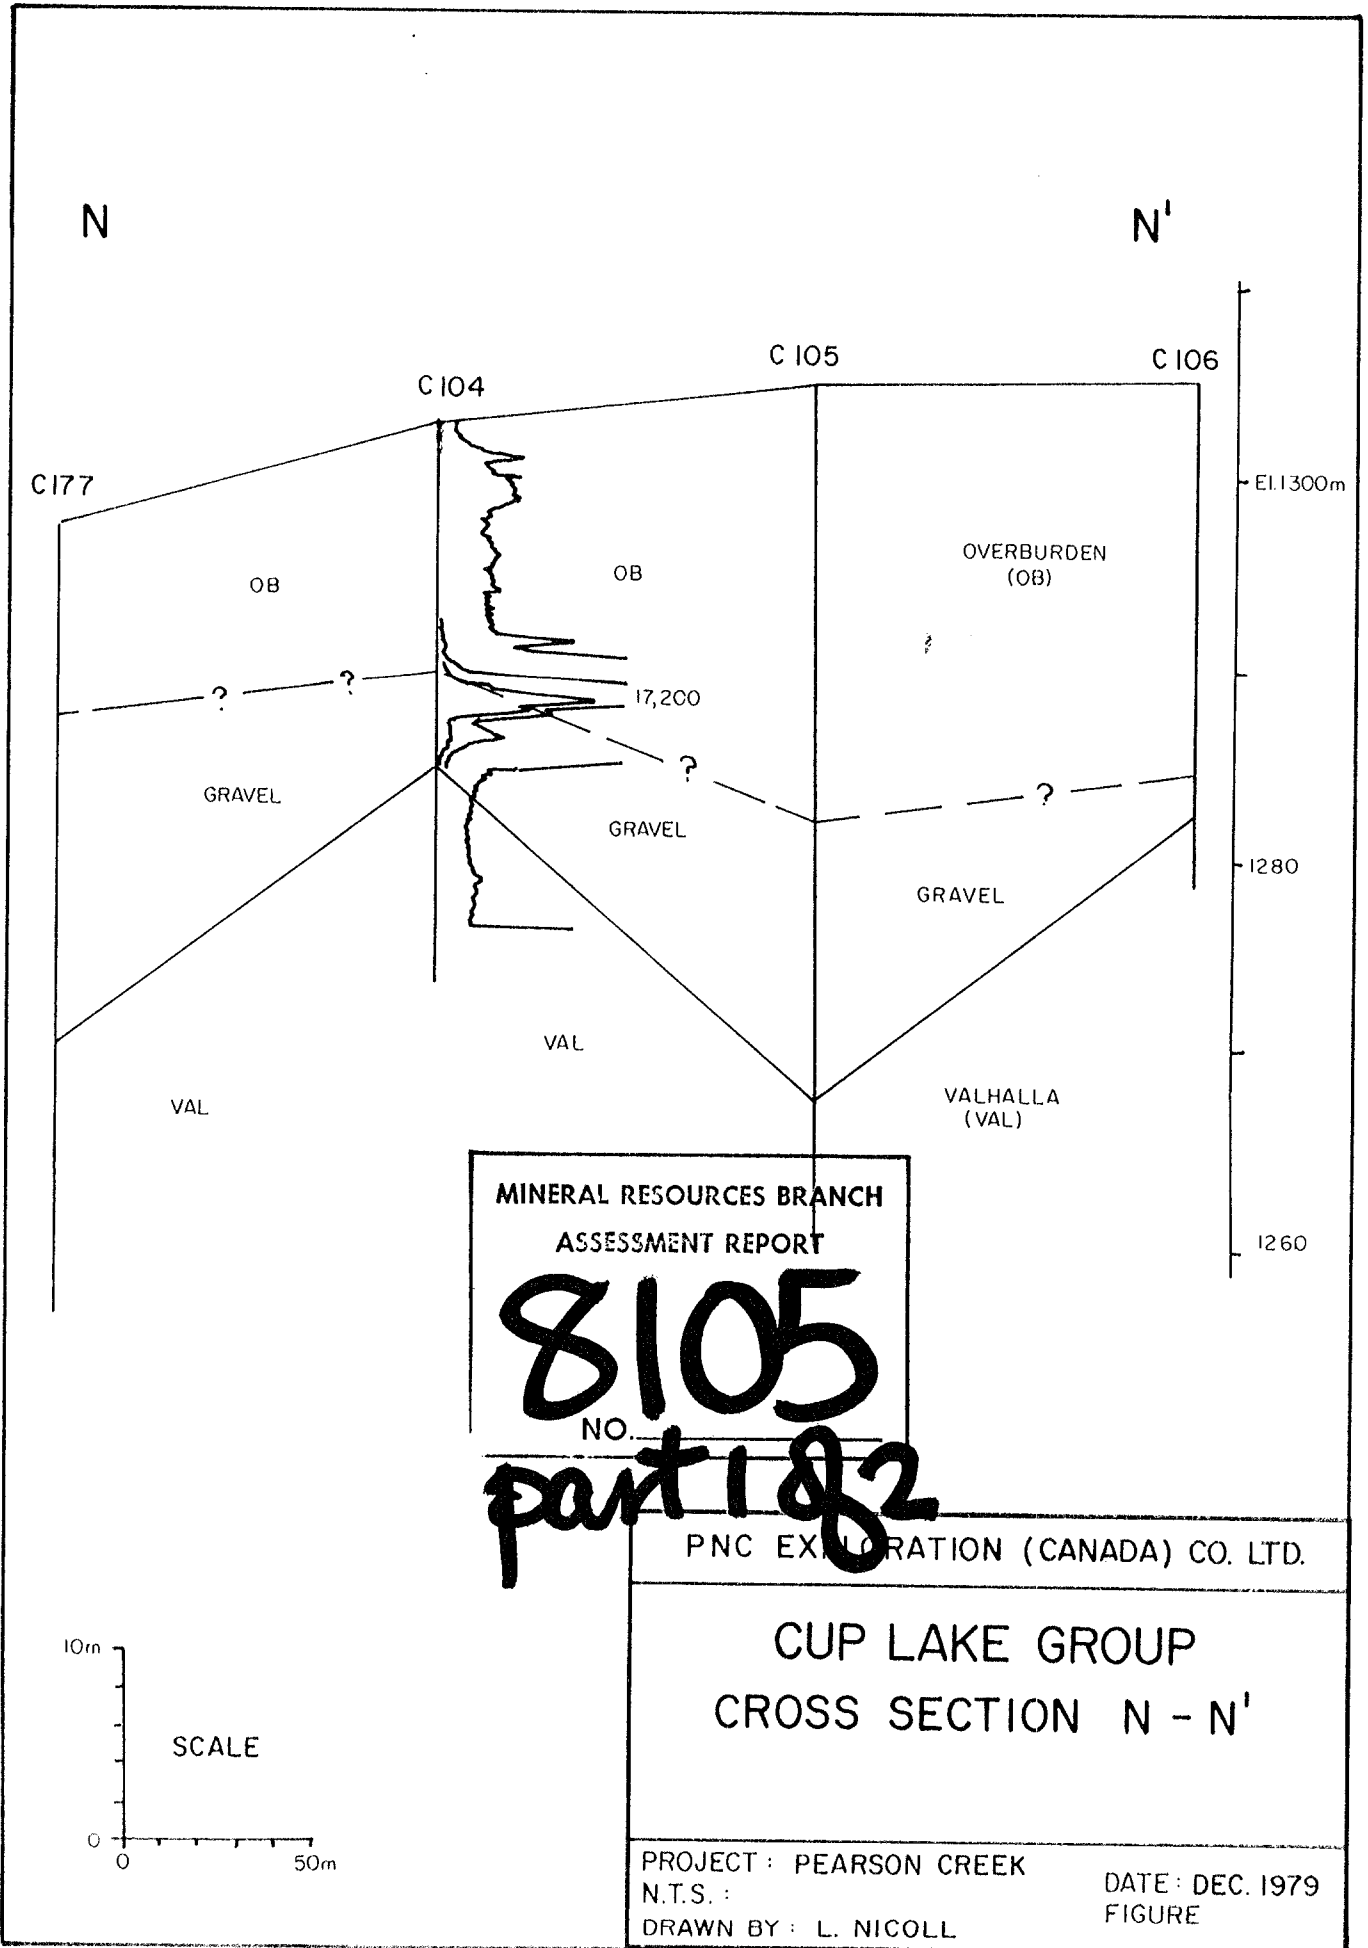 N
N'
C 105
C 106
C 104
C 177
El. 1300m
OVERBURDEN
(OB)
OB
OB
?
?
17,200
?
?
GRAVEL
GRAVEL
1280
GRAVEL
VAL
VAL
VALHALLA
(VAL)
MINERAL RESOURCES BRANCH
ASSESSMENT REPORT
1260
8105
NO.
part 1 of 2
PNC EXPLORATION (CANADA) CO. LTD.
CUP LAKE GROUP
CROSS SECTION N - N'
10m
SCALE
0
0
50m
PROJECT : PEARSON CREEK
N.T.S. :
DRAWN BY : L. NICOLL
DATE : DEC. 1979
FIGURE